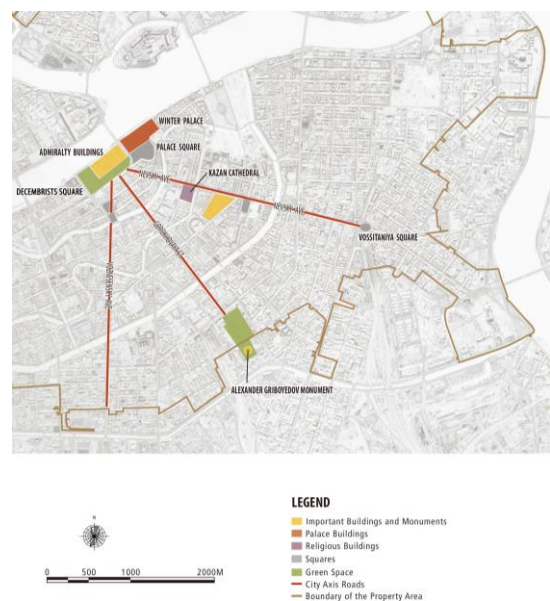 WINTER PALACE
ADMIRALTY BUILDINGS
PALACE SQUARE
KAZAN CATHEDRAL
DECEMBRISTS SQUARE
NEVSKY AVE
NEVSKY AVE
VOSSITANIYA SQUARE
ALEXANDER GRIBOYEDOV MONUMENT
LEGEND
N
Important Buildings and Monuments
Palace Buildings
Religious Buildings
Squares
Green Space
City Axis Roads
Boundary of the Property Area
0 500 1000 2000M